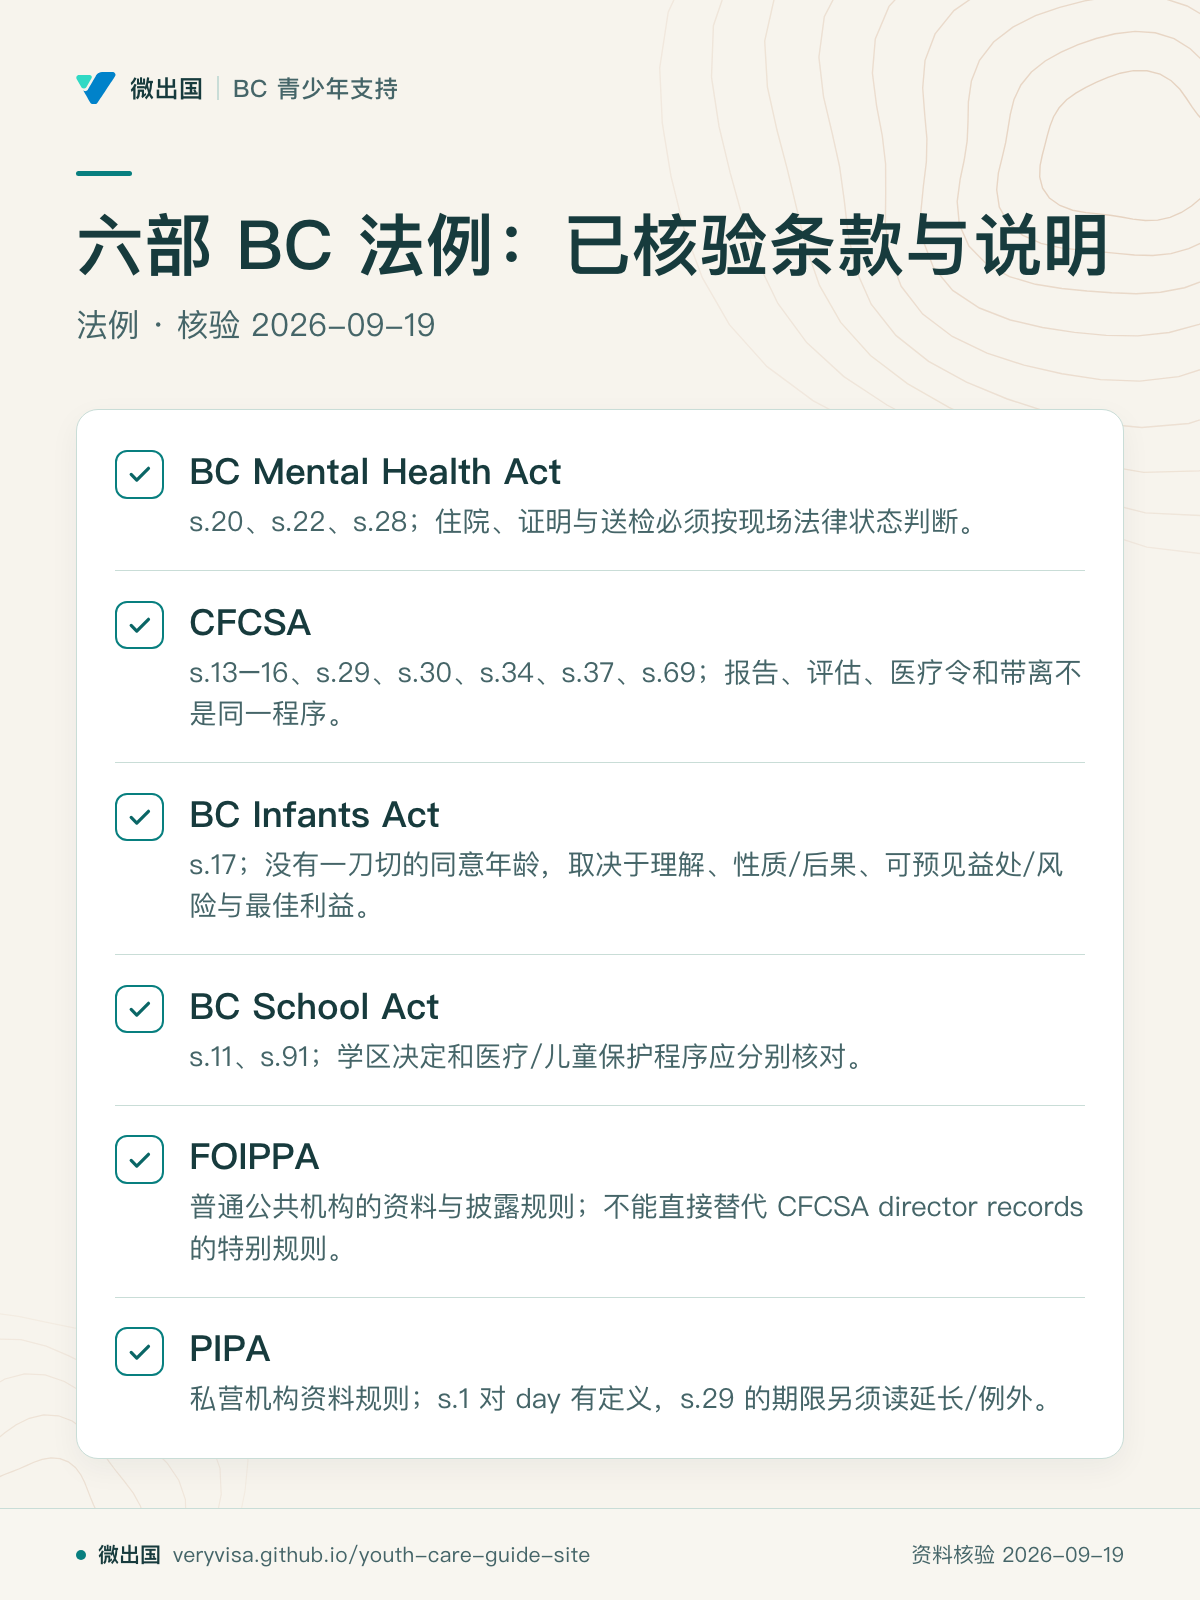 微出国 | BC 青少年支持
六部 BC 法例：已核验条款与说明
法例 · 核验 2026-09-19
BC Mental Health Act
s.20、s.22、s.28；住院、证明与送检必须按现场法律状态判断。
CFCSA
s.13–16、s.29、s.30、s.34、s.37、s.69；报告、评估、医疗令和带离不
是同一程序。
BC Infants Act
s.17；没有一刀切的同意年龄，取决于理解、性质/后果、可预见益处/风
险与最佳利益。
BC School Act
s.11、s.91；学区决定和医疗/儿童保护程序应分别核对。
FOIPPA
普通公共机构的资料与披露规则；不能直接替代 CFCSA director records
的特别规则。
PIPA
私营机构资料规则；s.1 对 day 有定义，s.29 的期限另须读延长/例外。
微出国 veryvisa.github.io/youth-care-guide-site
资料核验 2026-09-19